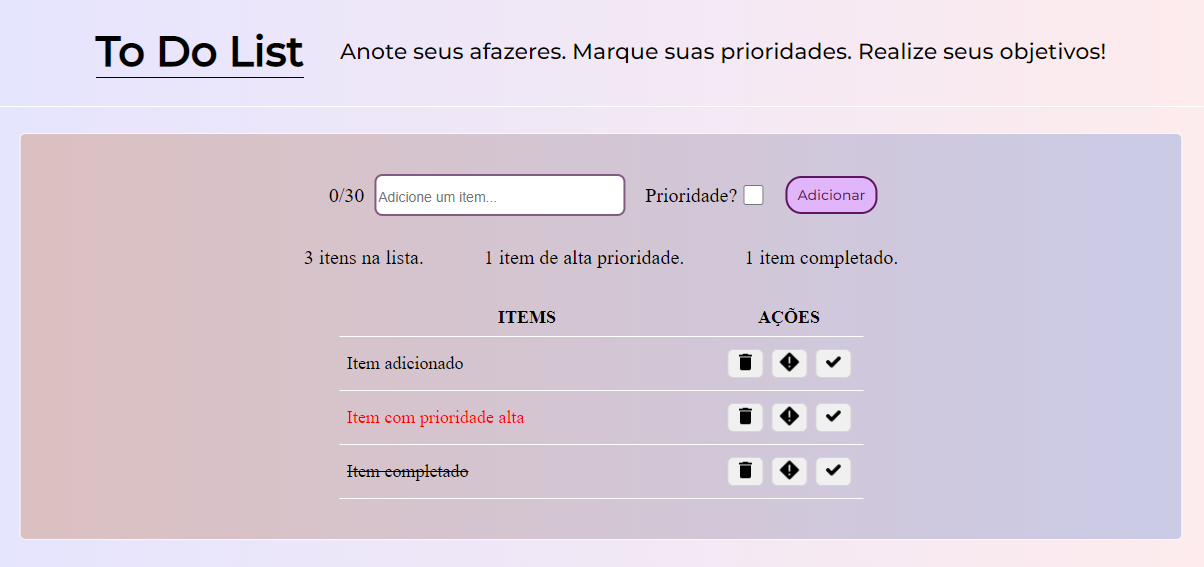 To Do List
Anote seus afazeres. Marque suas prioridades. Realize seus objetivos!
0/30 Adicione um item... Prioridade? Adicionar
3 itens na lista. 1 item de alta prioridade. 1 item completado.
ITEMS AÇÕES
Item adicionado
Item com prioridade alta
Item completado